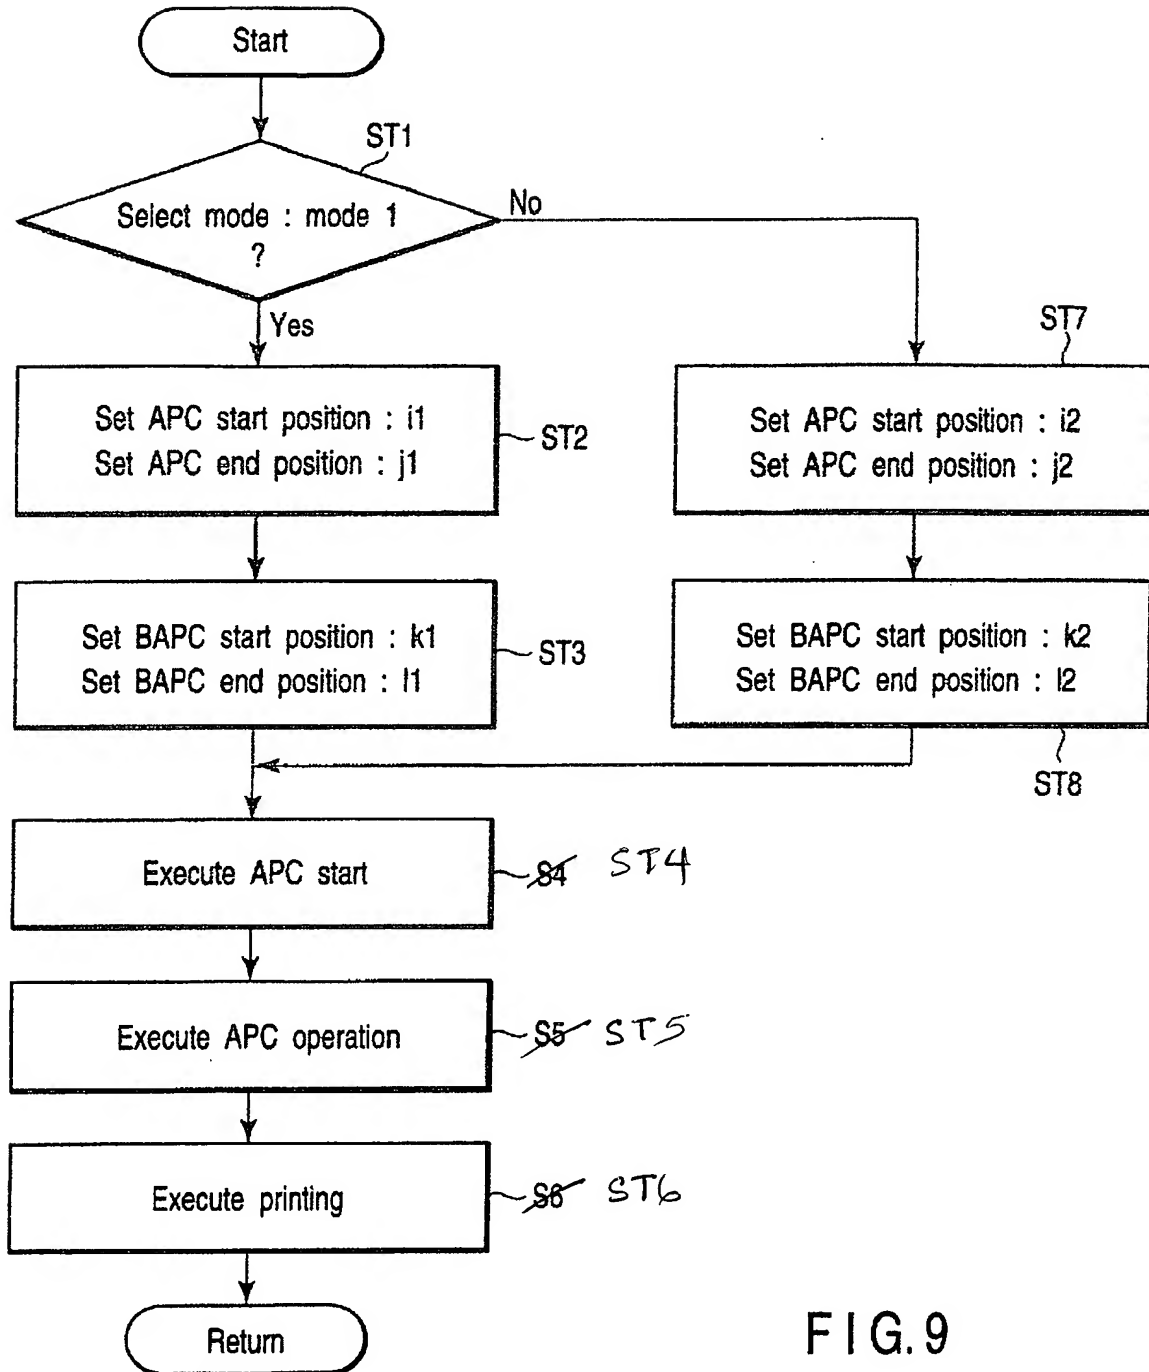 Start
ST1
Select mode : mode 1
?
No
Yes
ST7
Set APC start position : i1
Set APC end position : j1
ST2
Set APC start position : i2
Set APC end position : j2
Set BAPC start position : k1
Set BAPC end position : l1
ST3
Set BAPC start position : k2
Set BAPC end position : l2
ST8
Execute APC start
S4 ST4
Execute APC operation
S5 ST5
Execute printing
S6 ST6
Return
FIG.9